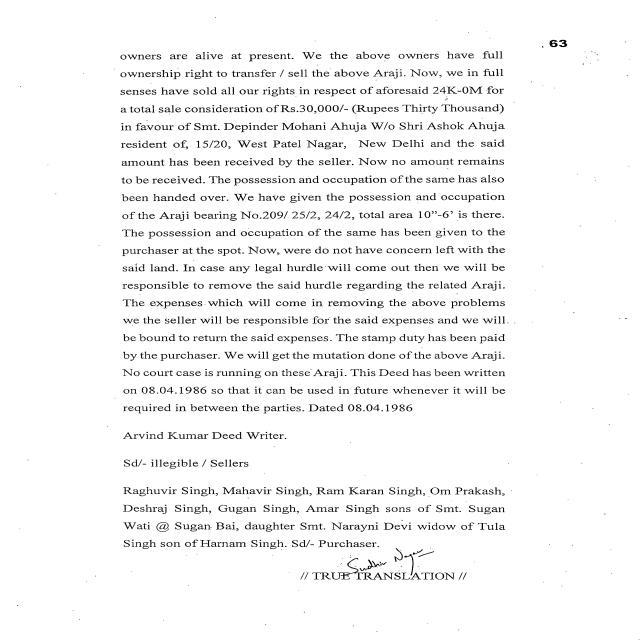 63
owners are alive at present. We the above owners have full
ownership right to transfer / sell the above Araji. Now, we in full
senses have sold all our rights in respect of aforesaid 24K-0M for
a total sale consideration of Rs.30,000/- (Rupees Thirty Thousand)
in favour of Smt. Depinder Mohani Ahuja W/o Shri Ashok Ahuja
resident of, 15/20, West Patel Nagar, New Delhi and the said
amount has been received by the seller. Now no amount remains
to be received. The possession and occupation of the same has also
been handed over. We have given the possession and occupation
of the Araji bearing No.209/ 25/2, 24/2, total area 10”-6’ is there.
The possession and occupation of the same has been given to the
purchaser at the spot. Now, were do not have concern left with the
said land. In case any legal hurdle will come out then we will be
responsible to remove the said hurdle regarding the related Araji.
The expenses which will come in removing the above problems
we the seller will be responsible for the said expenses and we will
be bound to return the said expenses. The stamp duty has been paid
by the purchaser. We will get the mutation done of the above Araji.
No court case is running on these Araji. This Deed has been written
on 08.04.1986 so that it can be used in future whenever it will be
required in between the parties. Dated 08.04.1986
Arvind Kumar Deed Writer.
Sd/- illegible / Sellers
Raghuvir Singh, Mahavir Singh, Ram Karan Singh, Om Prakash,
Deshraj Singh, Gugan Singh, Amar Singh sons of Smt. Sugan
Wati @ Sugan Bai, daughter Smt. Narayni Devi widow of Tula
Singh son of Harnam Singh. Sd/- Purchaser.
Sudhir Nagar
// TRUE TRANSLATION //